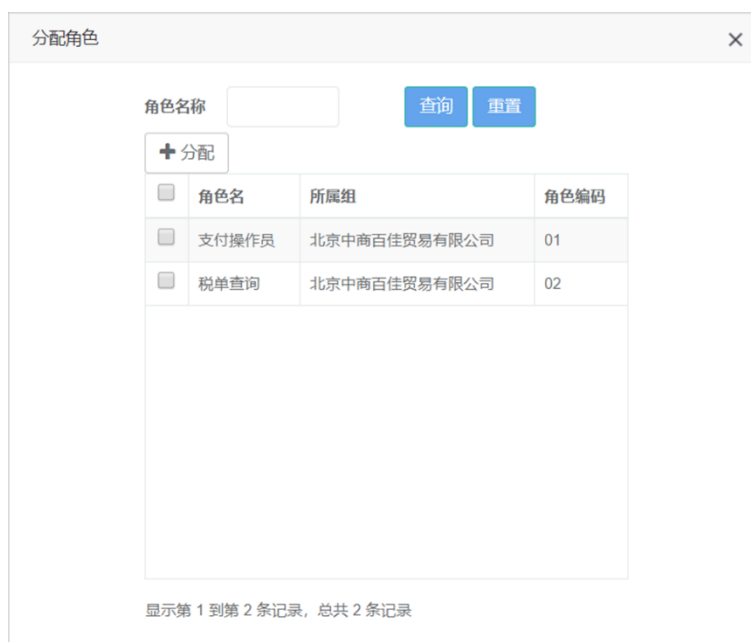 分配角色
角色名称 查询 重置
分配
角色名 所属组 角色编码
支付操作员 北京中商百佳贸易有限公司 01
税单查询 北京中商百佳贸易有限公司 02
显示第 1 到第 2 条记录，总共 2 条记录